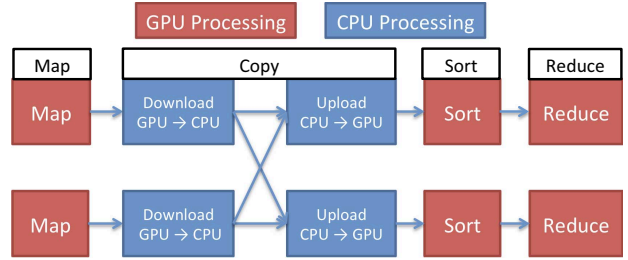 GPU Processing CPU Processing
Map Copy Sort Reduce
Map Download Upload Sort Reduce
GPU → CPU CPU → GPU
Map Download Upload Sort Reduce
GPU → CPU CPU → GPU